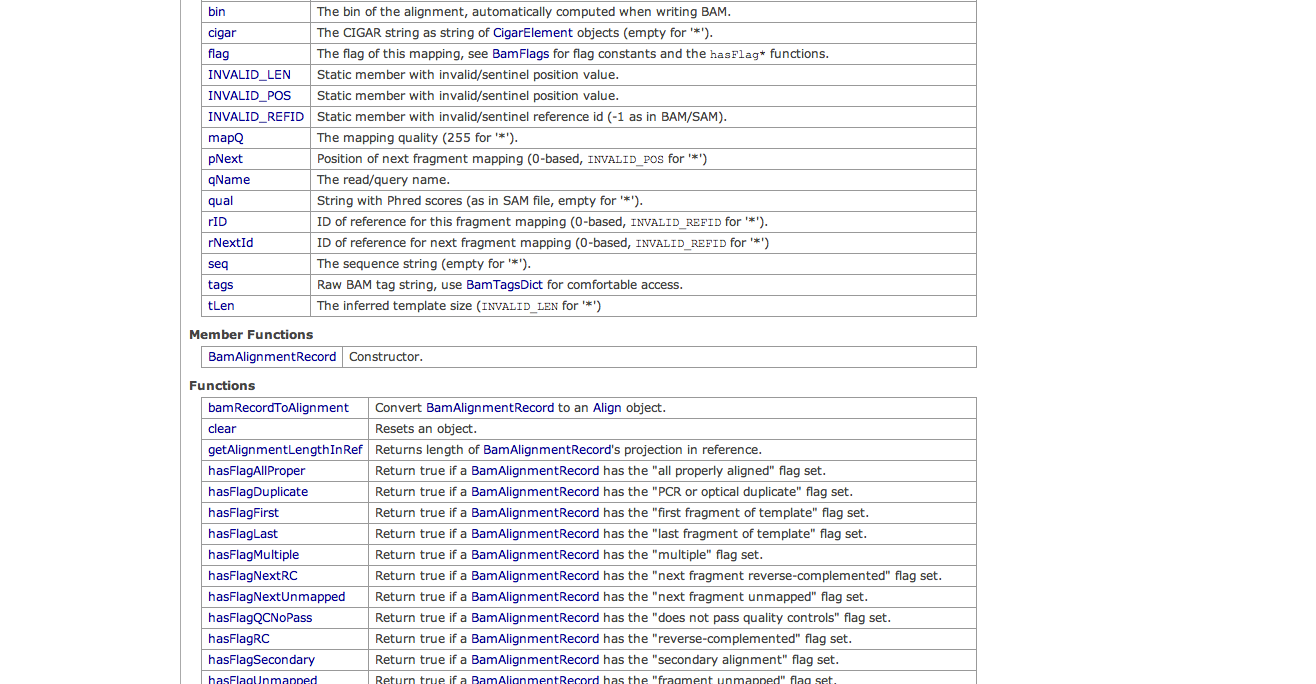 bin The bin of the alignment, automatically computed when writing BAM.
cigar The CIGAR string as string of CigarElement objects (empty for '*').
flag The flag of this mapping, see BamFlags for flag constants and the hasFlag* functions.
INVALID_LEN Static member with invalid/sentinel position value.
INVALID_POS Static member with invalid/sentinel position value.
INVALID_REFID Static member with invalid/sentinel reference id (-1 as in BAM/SAM).
mapQ The mapping quality (255 for '*').
pNext Position of next fragment mapping (0-based, INVALID_POS for '*')
qName The read/query name.
qual String with Phred scores (as in SAM file, empty for '*').
rID ID of reference for this fragment mapping (0-based, INVALID_REFID for '*').
rNextId ID of reference for next fragment mapping (0-based, INVALID_REFID for '*')
seq The sequence string (empty for '*').
tags Raw BAM tag string, use BamTagsDict for comfortable access.
tLen The inferred template size (INVALID_LEN for '*')
Member Functions
BamAlignmentRecord Constructor.
Functions
bamRecordToAlignment Convert BamAlignmentRecord to an Align object.
clear Resets an object.
getAlignmentLengthInRef Returns length of BamAlignmentRecord's projection in reference.
hasFlagAllProper Return true if a BamAlignmentRecord has the "all properly aligned" flag set.
hasFlagDuplicate Return true if a BamAlignmentRecord has the "PCR or optical duplicate" flag set.
hasFlagFirst Return true if a BamAlignmentRecord has the "first fragment of template" flag set.
hasFlagLast Return true if a BamAlignmentRecord has the "last fragment of template" flag set.
hasFlagMultiple Return true if a BamAlignmentRecord has the "multiple" flag set.
hasFlagNextRC Return true if a BamAlignmentRecord has the "next fragment reverse-complemented" flag set.
hasFlagNextUnmapped Return true if a BamAlignmentRecord has the "next fragment unmapped" flag set.
hasFlagQCNoPass Return true if a BamAlignmentRecord has the "does not pass quality controls" flag set.
hasFlagRC Return true if a BamAlignmentRecord has the "reverse-complemented" flag set.
hasFlagSecondary Return true if a BamAlignmentRecord has the "secondary alignment" flag set.
hasFlagUnmapped Return true if a BamAlignmentRecord has the "fragment unmapped" flag set.